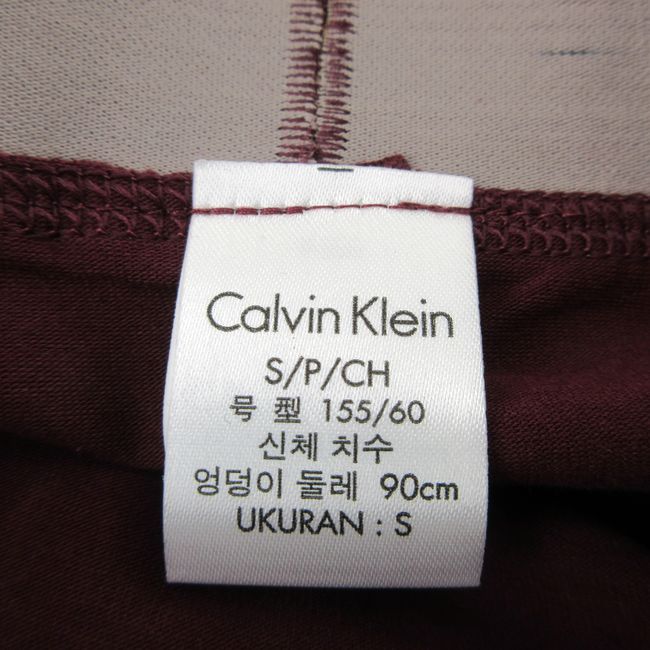 Calvin Klein
S/P/CH
号 型 155/60
신체 치수
엉덩이 둘레 90cm
UKURAN : S